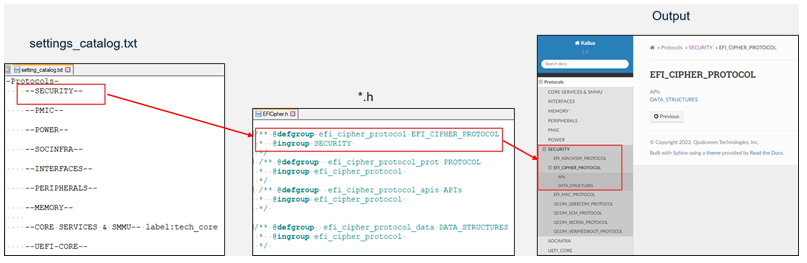 Output
settings_catalog.txt
*.h
setting_catalog.txt
-Protocols-
--SECURITY--
--PMIC--
--POWER--
--SOCINFRA--
--INTERFACES--
--PERIPHERALS--
--MEMORY--
--CORE SERVICES & SMMU-- label:tech_core
--UEFI-CORE--
EFICipher.h
/** @defgroup efi_cipher_protocol EFI_CIPHER_PROTOCOL
* @ingroup SECURITY
*/
/** @defgroup efi_cipher_protocol_prot PROTOCOL
* @ingroup efi_cipher_protocol
*/
/** @defgroup efi_cipher_protocol_apis APIs
* @ingroup efi_cipher_protocol
*/
/** @defgroup efi_cipher_protocol_data DATA_STRUCTURES
* @ingroup efi_cipher_protocol
*/
Kailua
1.0
Search docs
Protocols
CORE SERVICES & SMMU
INTERFACES
MEMORY
PERIPHERALS
PMIC
POWER
SECURITY
EFI_ASN1X509_PROTOCOL
EFI_CIPHER_PROTOCOL
APIs
DATA_STRUCTURES
EFI_MAC_PROTOCOL
QCOM_QSEECOM_PROTOCOL
QCOM_SCM_PROTOCOL
QCOM_SECRSA_PROTOCOL
QCOM_VERIFIEDBOOT_PROTOCOL
SOCINFRA
UEFI_CORE
» Protocols » SECURITY » EFI_CIPHER_PROTOCOL
EFI_CIPHER_PROTOCOL
APIs
DATA_STRUCTURES
Previous
© Copyright 2022, Qualcomm Technologies, Inc.
Built with Sphinx using a theme provided by Read the Docs.